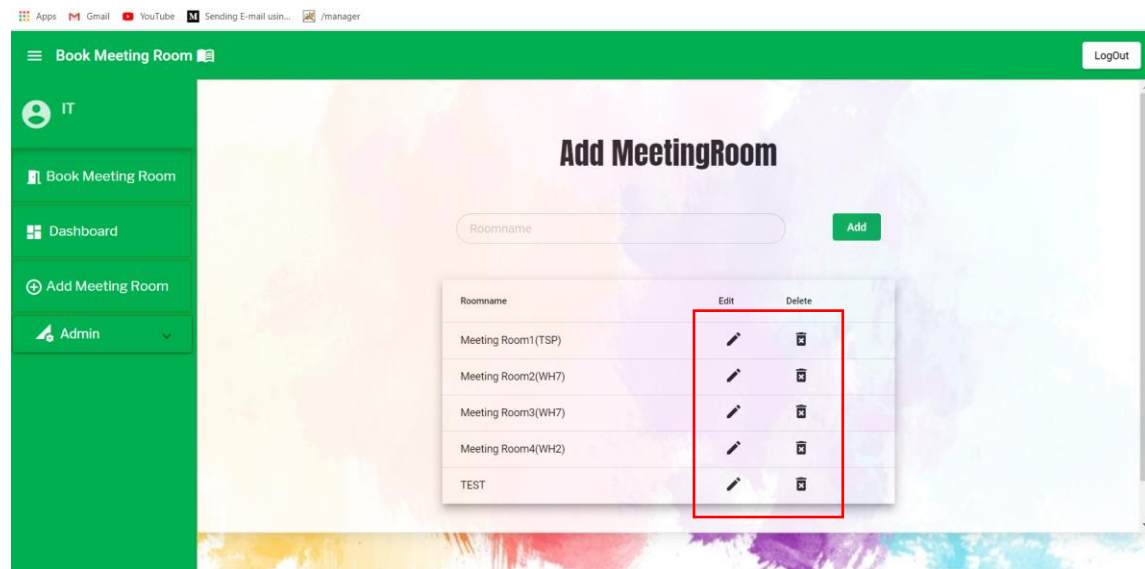 Apps Gmail YouTube Sending E-mail usin... /manager
Book Meeting Room
LogOut
IT
Book Meeting Room
Dashboard
Add Meeting Room
Admin
Add MeetingRoom
Roomname
Add
Roomname Edit Delete
Meeting Room1(TSP)
Meeting Room2(WH7)
Meeting Room3(WH7)
Meeting Room4(WH2)
TEST